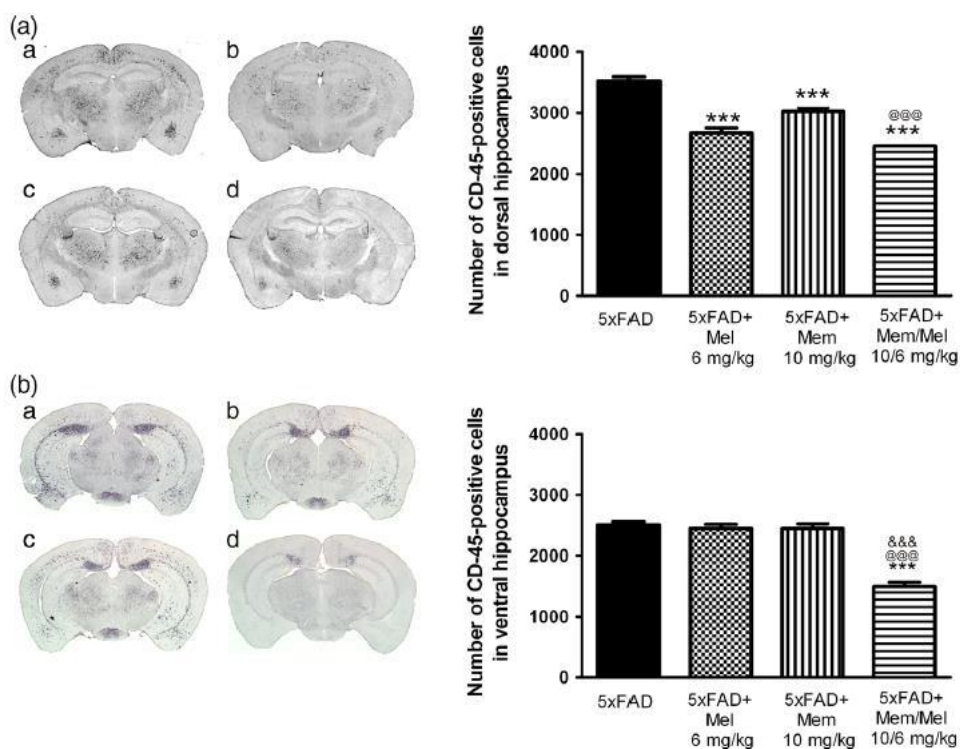 (a)
a
b
c
d
Number of CD-45-positive cells
in dorsal hippocampus
4000
3000
2000
1000
0
***
***
@@@
***
5xFAD
5xFAD+
Mel
6 mg/kg
5xFAD+
Mem
10 mg/kg
5xFAD+
Mem/Mel
10/6 mg/kg
(b)
a
b
c
d
Number of CD-45-positive cells
in ventral hippocampus
4000
3000
2000
1000
0
&&&
@@@
***
5xFAD
5xFAD+
Mel
6 mg/kg
5xFAD+
Mem
10 mg/kg
5xFAD+
Mem/Mel
10/6 mg/kg